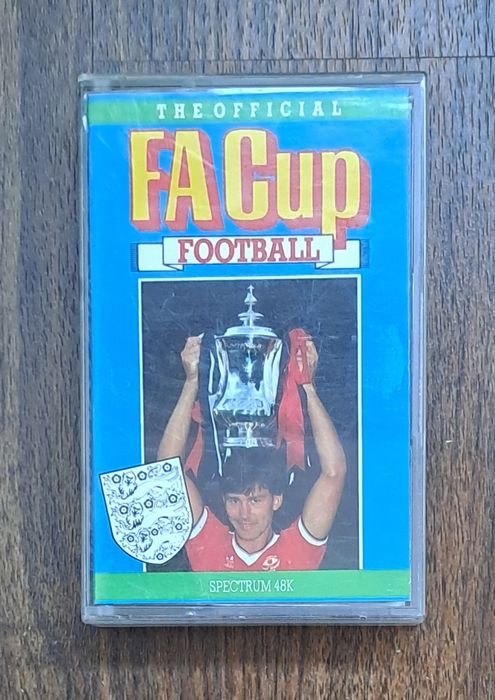 THE OFFICIAL
FA Cup
FOOTBALL
SPECTRUM 48K